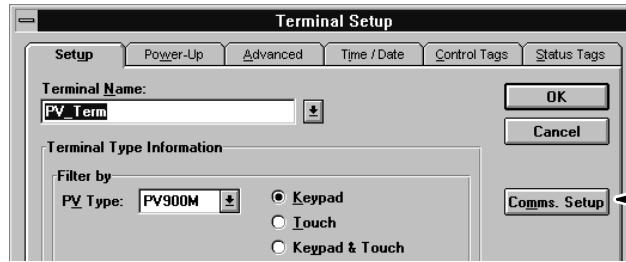 Terminal Setup
Setup Power-Up Advanced Time / Date Control Tags Status Tags
Terminal Name:
PV_Term
OK
Cancel
Terminal Type Information
Filter by
PV Type: PV900M Keypad Comms. Setup
Touch
Keypad & Touch